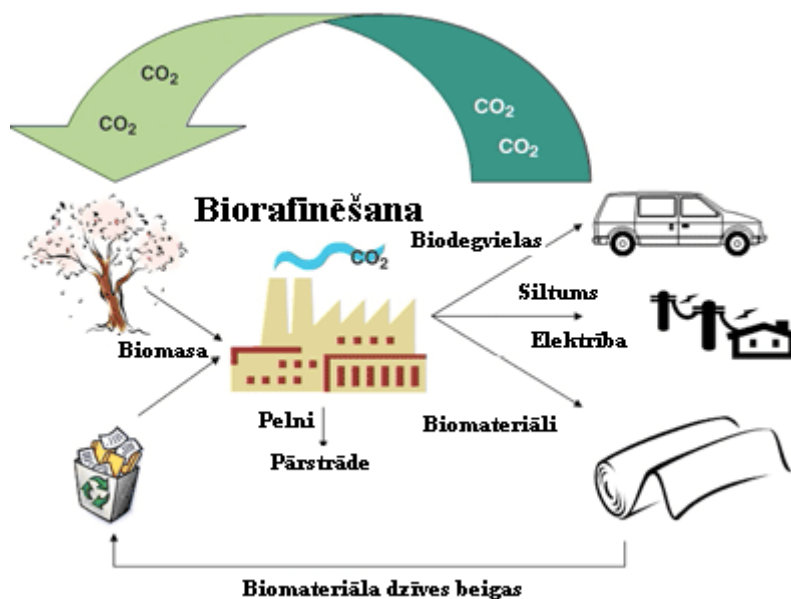 CO₂
CO₂
CO₂
CO₂
Biorafinēšana
CO₂
Biodegvielas
Siltums
Elektrība
Biomasa
Biomateriāli
Pelni
Pārstrāde
Biomateriāla dzīves beigas